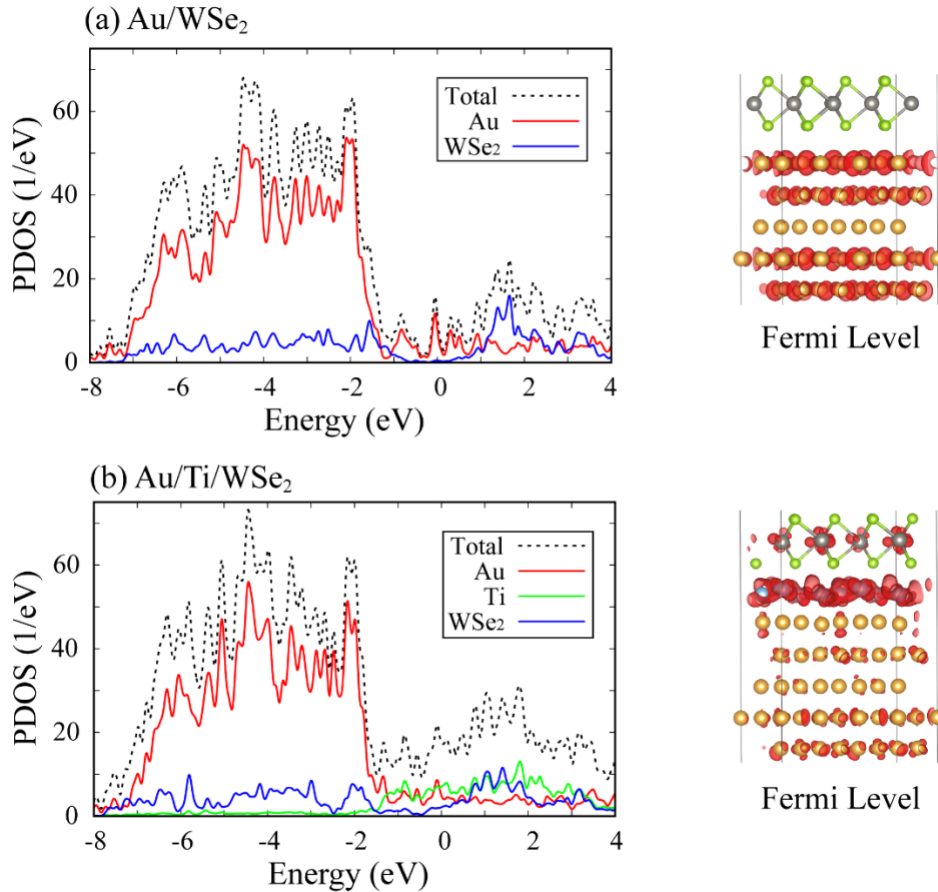 (a) Au/WSe₂
PDOS (1/eV)
60
40
20
0
Total
Au
WSe₂
-8 -6 -4 -2 0 2 4
Energy (eV)
Fermi Level
(b) Au/Ti/WSe₂
PDOS (1/eV)
60
40
20
0
Total
Au
Ti
WSe₂
-8 -6 -4 -2 0 2 4
Energy (eV)
Fermi Level